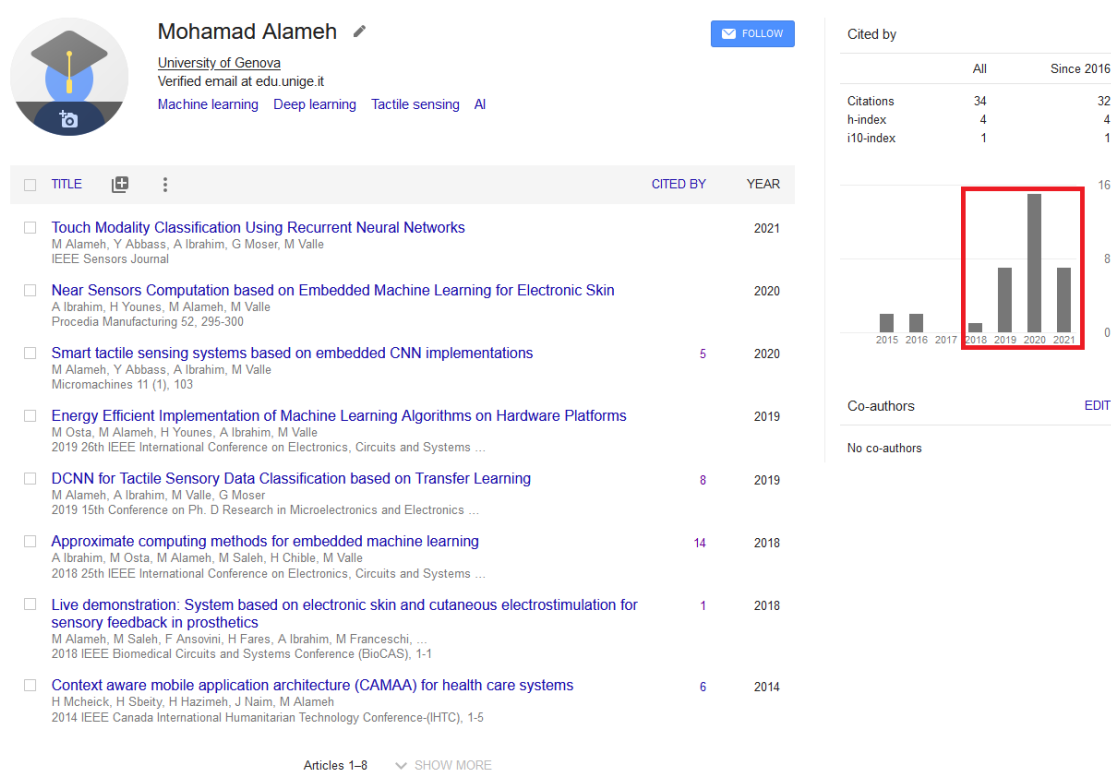 Mohamad Alameh
FOLLOW
University of Genova
Verified email at edu.unige.it
Machine learning Deep learning Tactile sensing AI
TITLE CITED BY YEAR
Touch Modality Classification Using Recurrent Neural Networks 2021
M Alameh, Y Abbass, A Ibrahim, G Moser, M Valle
IEEE Sensors Journal
Near Sensors Computation based on Embedded Machine Learning for Electronic Skin 2020
A Ibrahim, H Younes, M Alameh, M Valle
Procedia Manufacturing 52, 295-300
Smart tactile sensing systems based on embedded CNN implementations 5 2020
M Alameh, Y Abbass, A Ibrahim, M Valle
Micromachines 11 (1), 103
Energy Efficient Implementation of Machine Learning Algorithms on Hardware Platforms 2019
M Osta, M Alameh, H Younes, A Ibrahim, M Valle
2019 26th IEEE International Conference on Electronics, Circuits and Systems …
DCNN for Tactile Sensory Data Classification based on Transfer Learning 8 2019
M Alameh, A Ibrahim, M Valle, G Moser
2019 15th Conference on Ph. D Research in Microelectronics and Electronics …
Approximate computing methods for embedded machine learning 14 2018
A Ibrahim, M Osta, M Alameh, M Saleh, H Chible, M Valle
2018 25th IEEE International Conference on Electronics, Circuits and Systems …
Live demonstration: System based on electronic skin and cutaneous electrostimulation for 1 2018
sensory feedback in prosthetics
M Alameh, M Saleh, F Ansovini, H Fares, A Ibrahim, M Franceschi, …
2018 IEEE Biomedical Circuits and Systems Conference (BioCAS), 1-1
Context aware mobile application architecture (CAMAA) for health care systems 6 2014
H Mcheick, H Sbeity, H Hazimeh, J Naim, M Alameh
2014 IEEE Canada International Humanitarian Technology Conference-(IHTC), 1-5
Articles 1–8 SHOW MORE
Cited by
All Since 2016
Citations 34 32
h-index 4 4
i10-index 1 1
16
8
0
2015 2016 2017 2018 2019 2020 2021
Co-authors EDIT
No co-authors